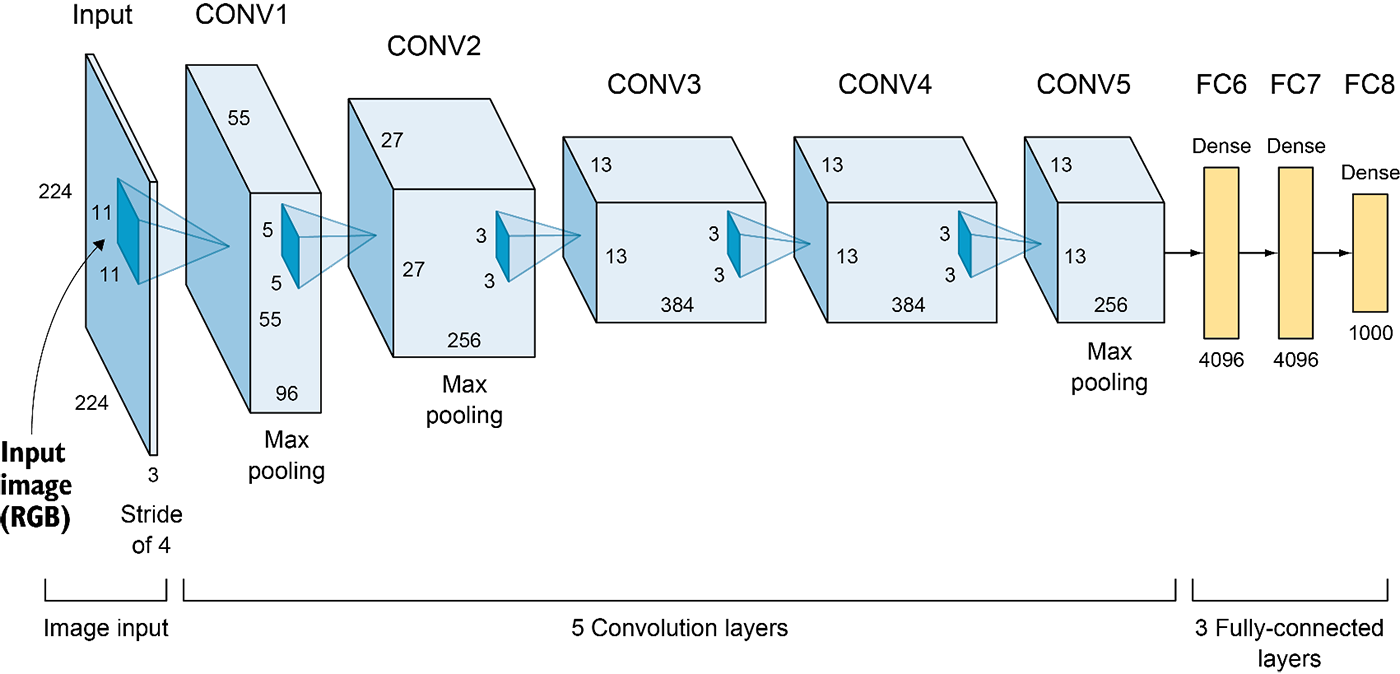 Input
CONV1
CONV2
CONV3
CONV4
CONV5
FC6
FC7
FC8
224
11
11
224
3
Stride
of 4
Input
image
(RGB)
55
5
5
55
96
Max
pooling
27
3
27
3
256
Max
pooling
13
3
13
3
384
13
3
13
3
384
13
13
256
Max
pooling
Dense
4096
Dense
4096
Dense
1000
Image input
5 Convolution layers
3 Fully-connected
layers